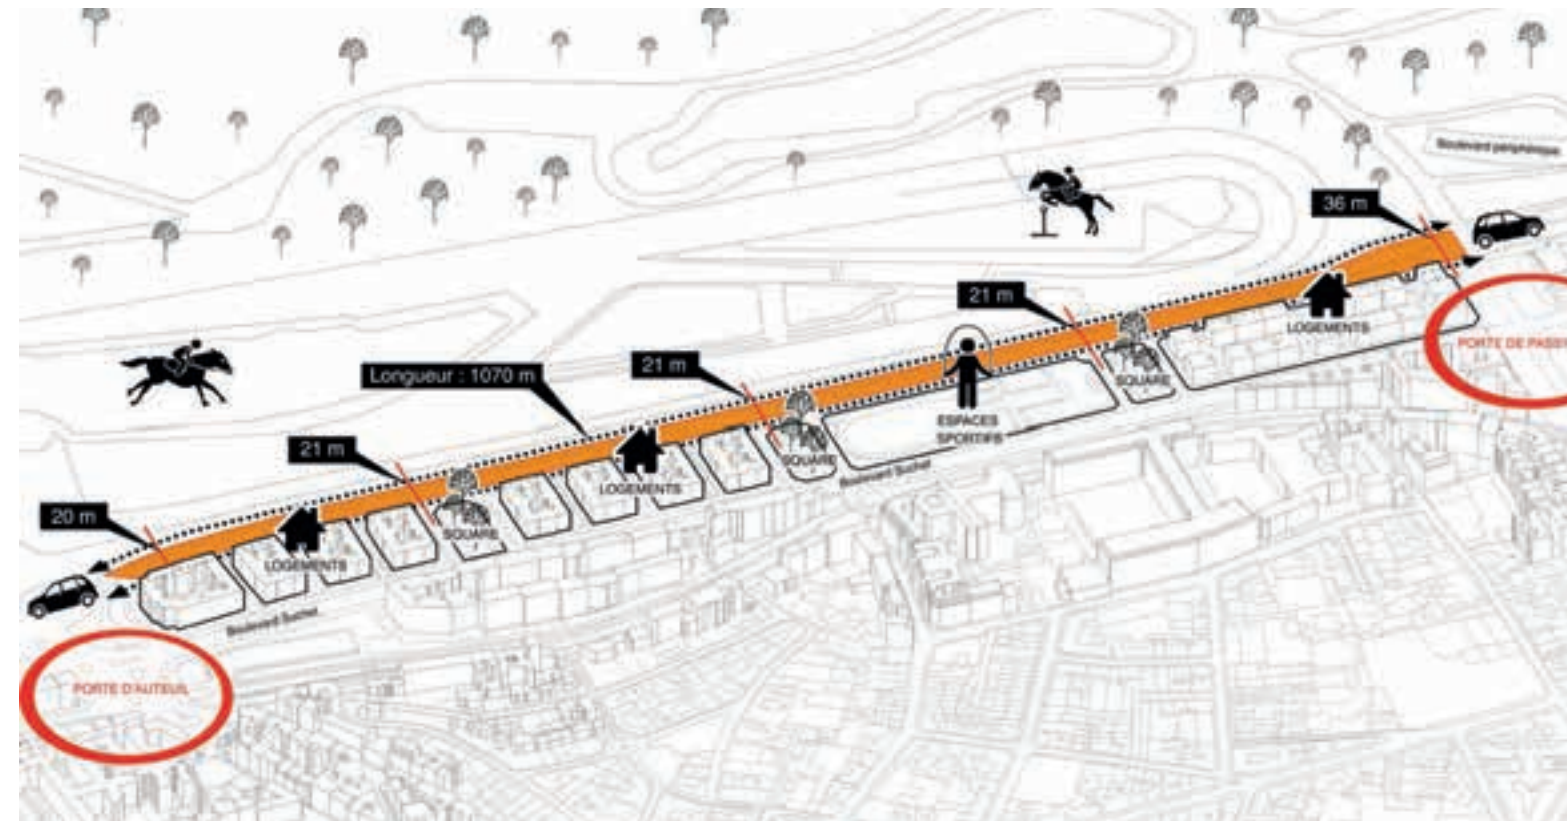 Boulevard périphérique
36 m
21 m
LOGEMENTS
PORTE DE PASSY
21 m
SQUARE
Longueur : 1070 m
ESPACES
SPORTIFS
21 m
SQUARE
Boulevard Suchet
LOGEMENTS
20 m
SQUARE
LOGEMENTS
Boulevard Suchet
PORTE D'AUTEUIL